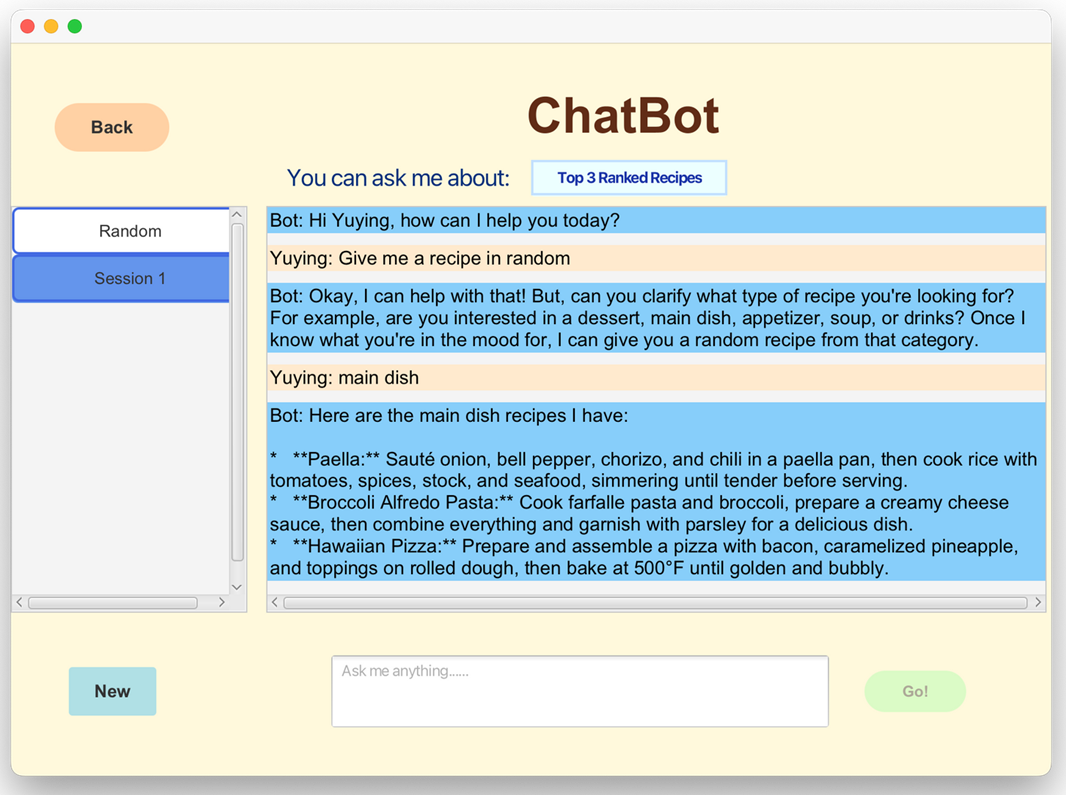 Back
ChatBot
You can ask me about:
Top 3 Ranked Recipes
Random
Session 1
Bot: Hi Yuying, how can I help you today?
Yuying: Give me a recipe in random
Bot: Okay, I can help with that! But, can you clarify what type of recipe you're looking for?
For example, are you interested in a dessert, main dish, appetizer, soup, or drinks? Once I
know what you're in the mood for, I can give you a random recipe from that category.
Yuying: main dish
Bot: Here are the main dish recipes I have:
*   **Paella:** Sauté onion, bell pepper, chorizo, and chili in a paella pan, then cook rice with
tomatoes, spices, stock, and seafood, simmering until tender before serving.
*   **Broccoli Alfredo Pasta:** Cook farfalle pasta and broccoli, prepare a creamy cheese
sauce, then combine everything and garnish with parsley for a delicious dish.
*   **Hawaiian Pizza:** Prepare and assemble a pizza with bacon, caramelized pineapple,
and toppings on rolled dough, then bake at 500°F until golden and bubbly.
New
Ask me anything......
Go!